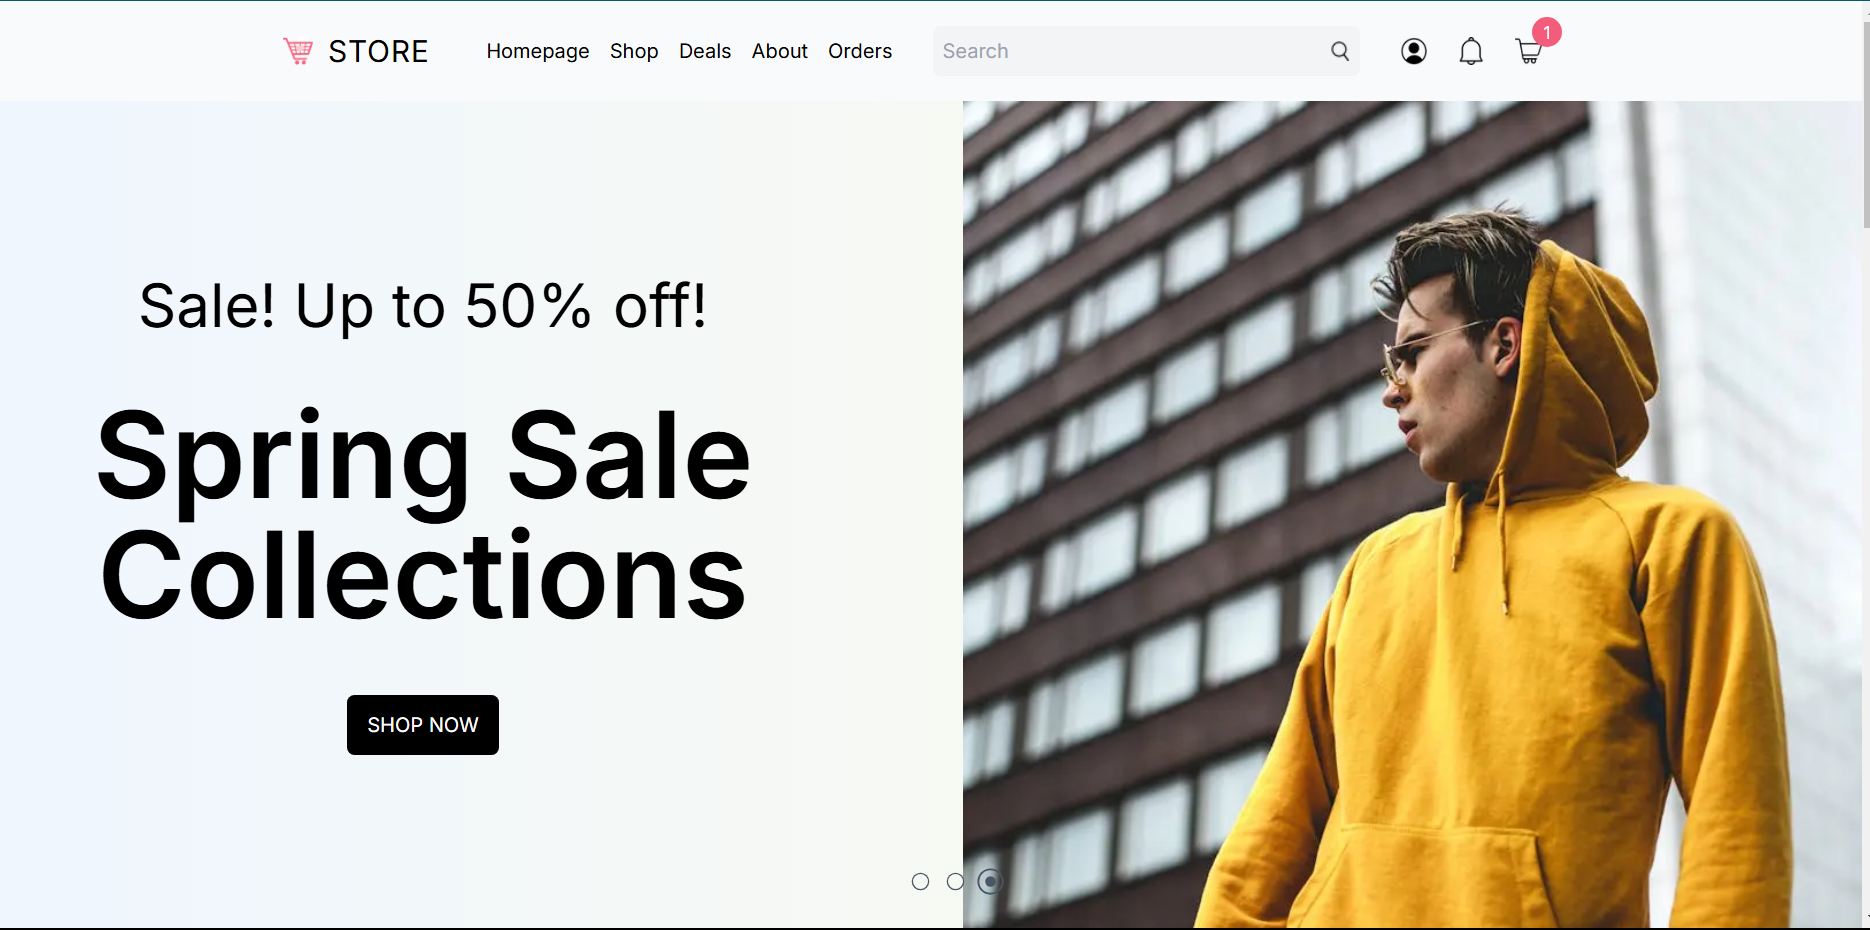 STORE Homepage Shop Deals About Orders Search 1
Sale! Up to 50% off!
Spring Sale
Collections
SHOP NOW